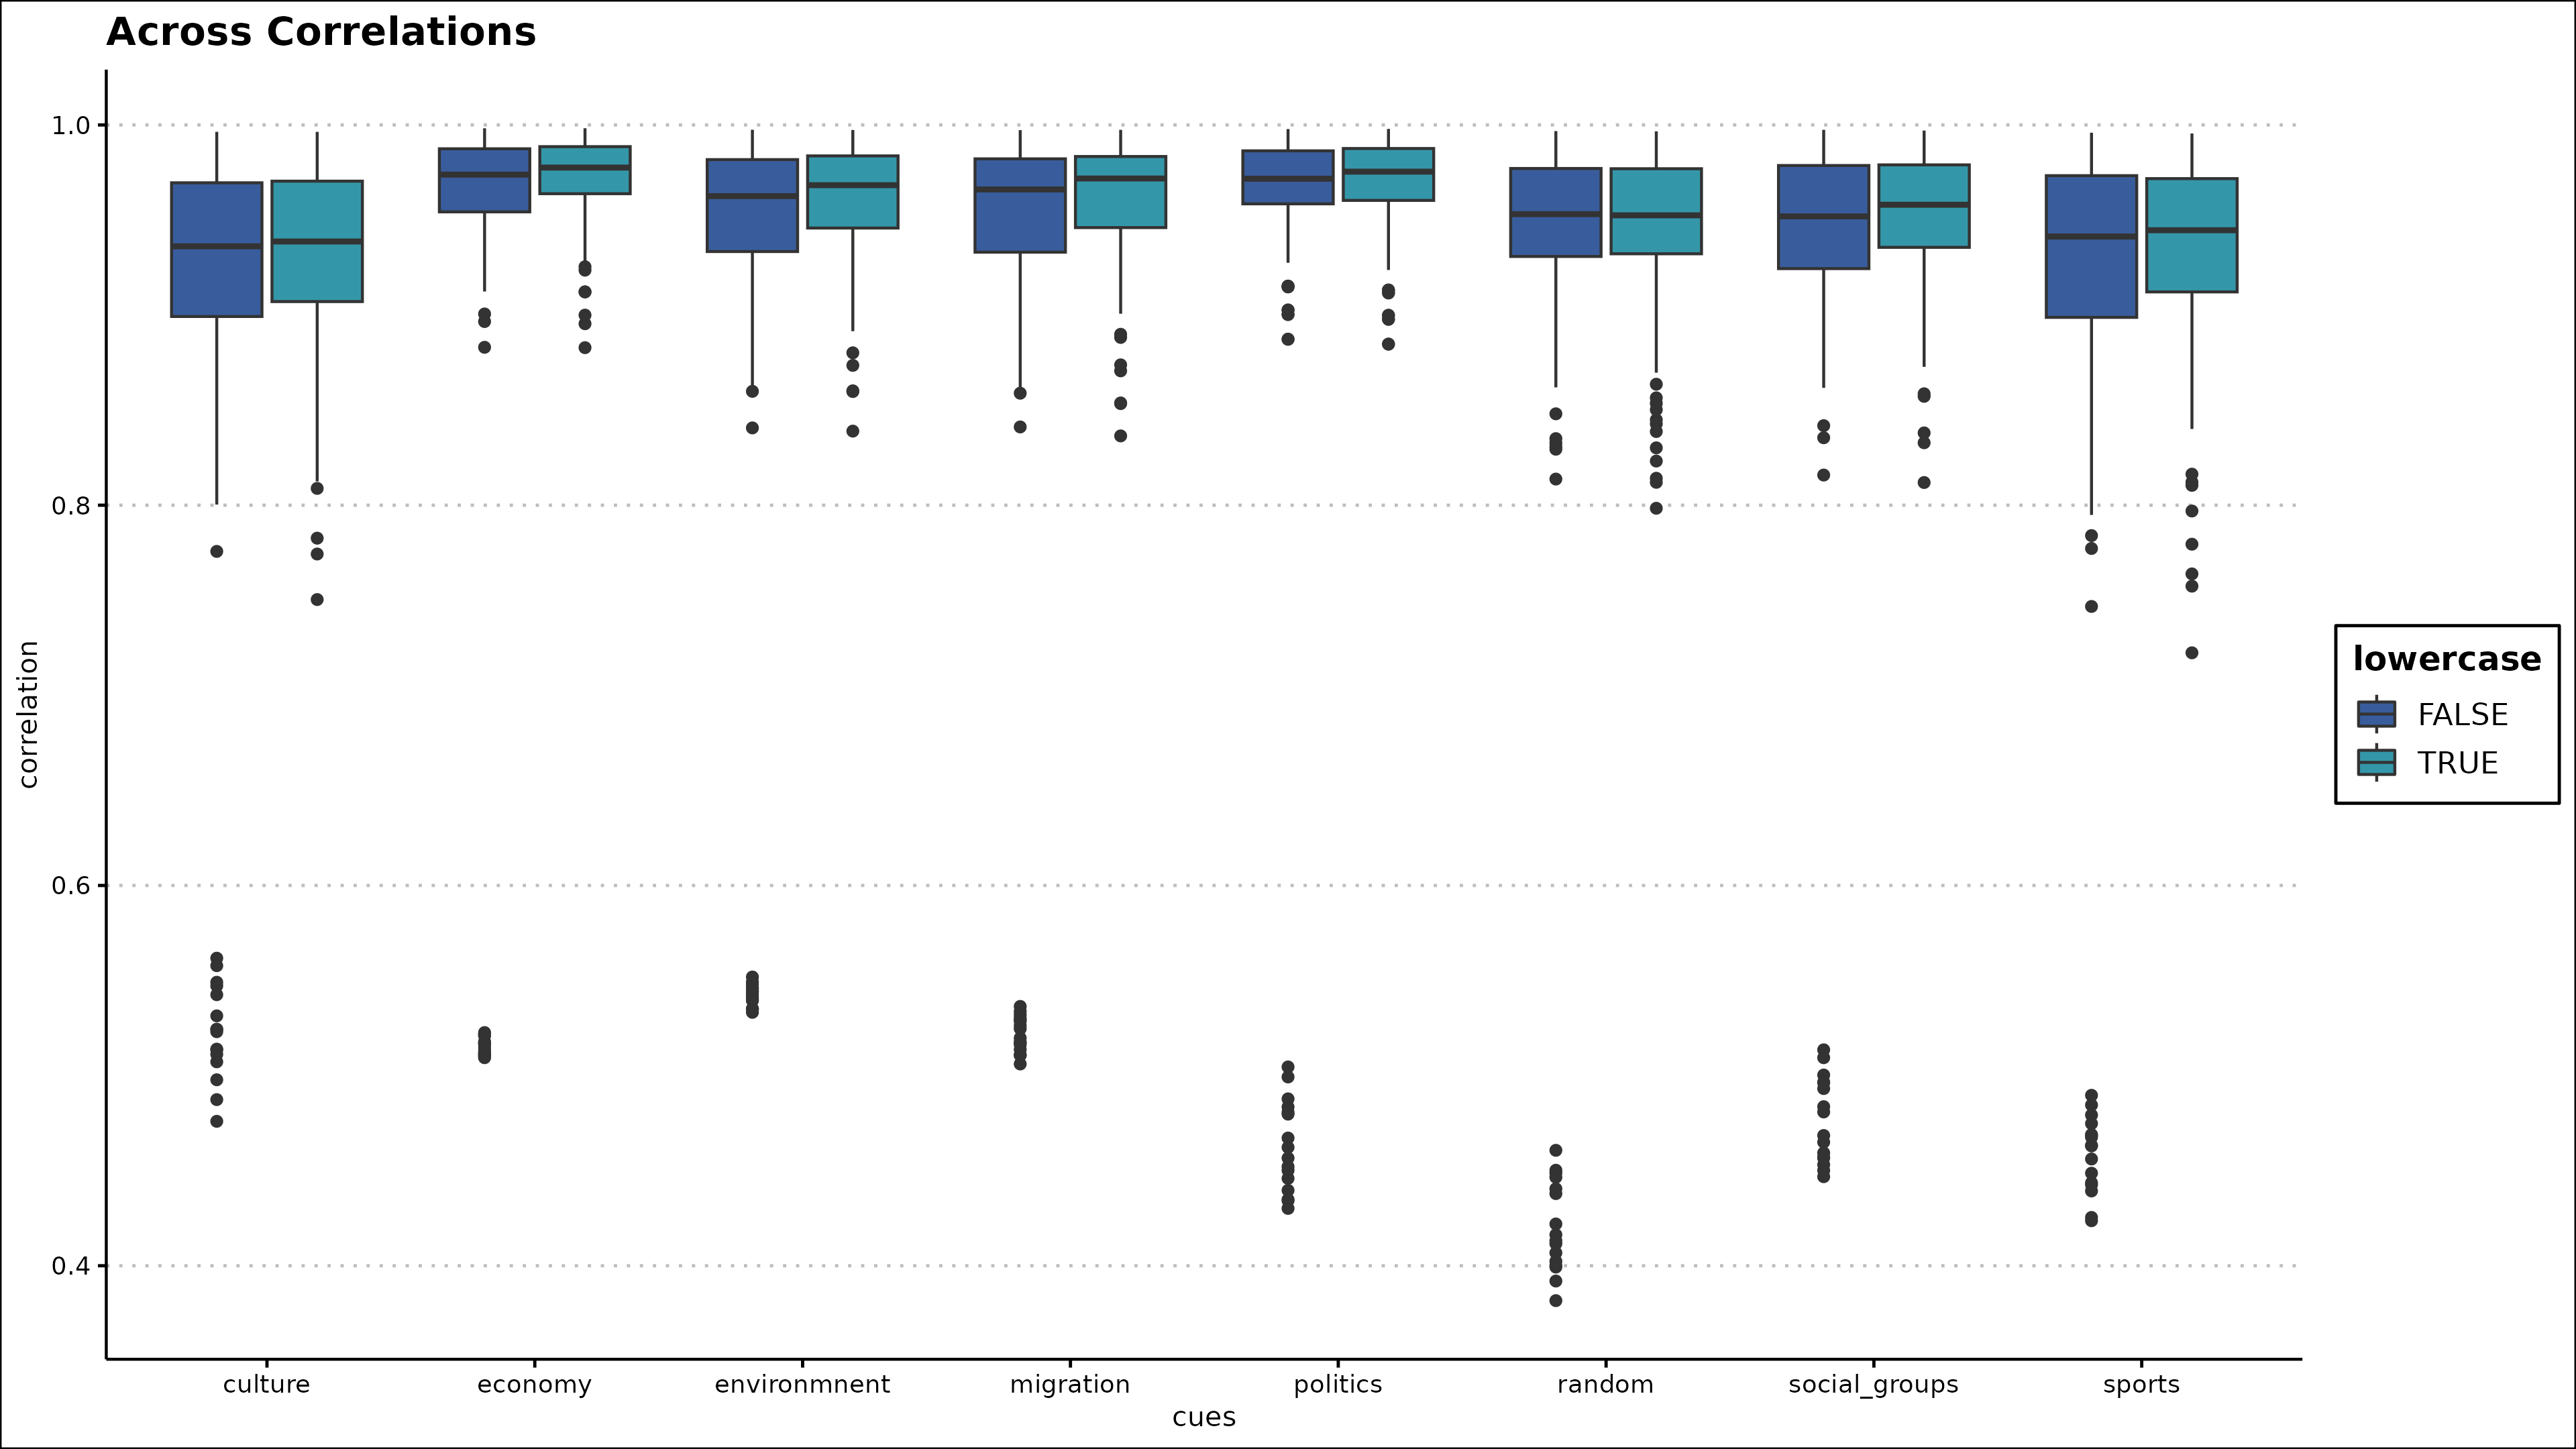 Across Correlations
1.0
0.8
0.6
0.4
correlation
culture economy environmnent migration politics random social_groups sports
cues
lowercase
FALSE
TRUE